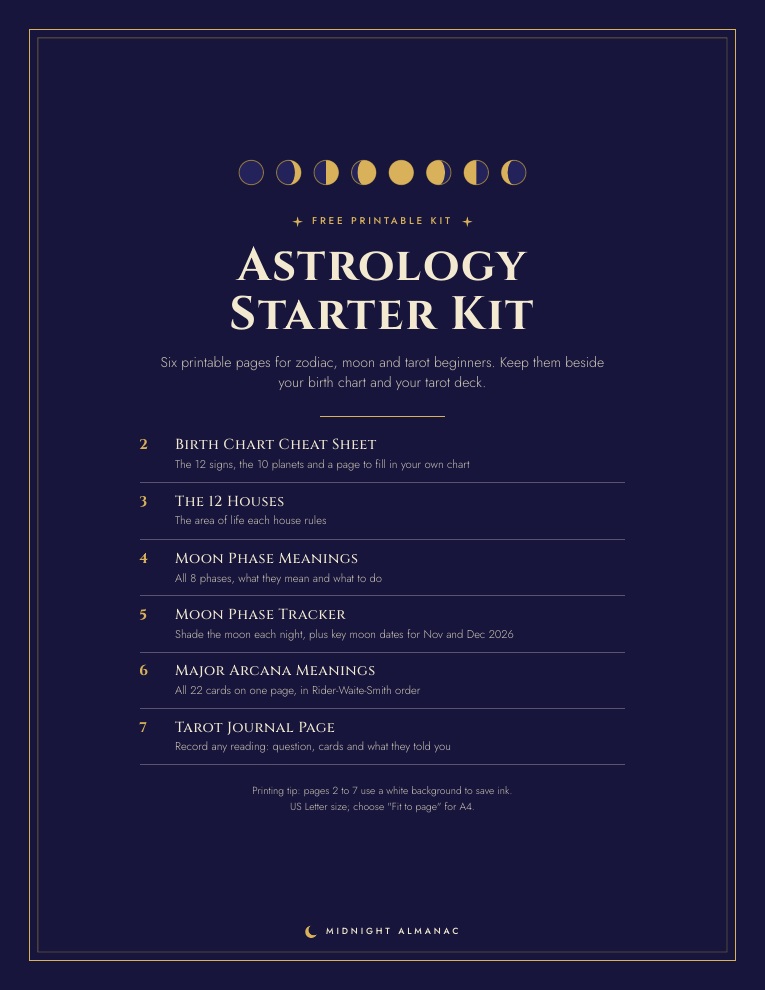 FREE PRINTABLE KIT
ASTROLOGY
STARTER KIT
Six printable pages for zodiac, moon and tarot beginners. Keep them beside
your birth chart and your tarot deck.
2 BIRTH CHART CHEAT SHEET
The 12 signs, the 10 planets and a page to fill in your own chart
3 THE 12 HOUSES
The area of life each house rules
4 MOON PHASE MEANINGS
All 8 phases, what they mean and what to do
5 MOON PHASE TRACKER
Shade the moon each night, plus key moon dates for Nov and Dec 2026
6 MAJOR ARCANA MEANINGS
All 22 cards on one page, in Rider-Waite-Smith order
7 TAROT JOURNAL PAGE
Record any reading: question, cards and what they told you
Printing tip: pages 2 to 7 use a white background to save ink.
US Letter size; choose "Fit to page" for A4.
MIDNIGHT ALMANAC